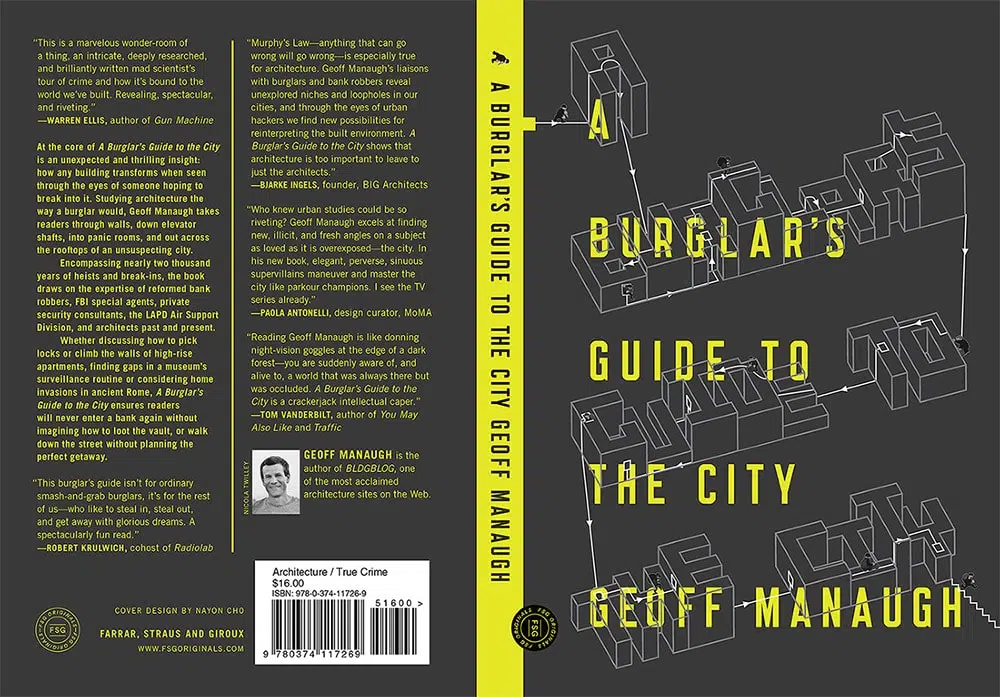 “This is a marvelous wonder-room of
a thing, an intricate, deeply researched,
and brilliantly written mad scientist’s
tour of crime and how it’s bound to the
world we’ve built. Revealing, spectacular,
and riveting.”
—WARREN ELLIS, author of Gun Machine
At the core of A Burglar’s Guide to the City
is an unexpected and thrilling insight:
how any building transforms when seen
through the eyes of someone hoping to
break into it. Studying architecture the
way a burglar would, Geoff Manaugh takes
readers through walls, down elevator
shafts, into panic rooms, and out across
the rooftops of an unsuspecting city.
Encompassing nearly two thousand
years of heists and break-ins, the book
draws on the expertise of reformed bank
robbers, FBI special agents, private
security consultants, the LAPD Air Support
Division, and architects past and present.
Whether discussing how to pick
locks or climb the walls of high-rise
apartments, finding gaps in a museum’s
surveillance routine or considering home
invasions in ancient Rome, A Burglar’s
Guide to the City ensures readers
will never enter a bank again without
imagining how to loot the vault, or walk
down the street without planning the
perfect getaway.
“This burglar’s guide isn’t for ordinary
smash-and-grab burglars, it’s for the rest
of us—who like to steal in, steal out,
and get away with glorious dreams. A
spectacularly fun read.”
—ROBERT KRULWICH, cohost of Radiolab
“Murphy’s Law—anything that can go
wrong will go wrong—is especially true
for architecture. Geoff Manaugh’s liaisons
with burglars and bank robbers reveal
unexplored niches and loopholes in our
cities, and through the eyes of urban
hackers we find new possibilities for
reinterpreting the built environment. A
Burglar’s Guide to the City shows that
architecture is too important to leave to
just the architects.”
—BJARKE INGELS, founder, BIG Architects
“Who knew urban studies could be so
riveting? Geoff Manaugh excels at finding
new, illicit, and fresh angles on a subject
as loved as it is overexposed—the city. In
his new book, elegant, perverse, sinuous
supervillains maneuver and master the
city like parkour champions. I see the TV
series already.”
—PAOLA ANTONELLI, design curator, MoMA
“Reading Geoff Manaugh is like donning
night-vision goggles at the edge of a dark
forest—you are suddenly aware of, and
alive to, a world that was always there but
was occluded. A Burglar’s Guide to the
City is a crackerjack intellectual caper.”
—TOM VANDERBILT, author of You May
Also Like and Traffic
NICOLA TWILLEY
GEOFF MANAUGH is the
author of BLDGBLOG, one
of the most acclaimed
architecture sites on the Web.
FSG ORIGINALS
FSG
COVER DESIGN BY NAYON CHO
FARRAR, STRAUS AND GIROUX
WWW.FSGORIGINALS.COM
Architecture / True Crime
$16.00
ISBN: 978-0-374-11726-9
51600 >
9 780374 117269
A BURGLAR’S GUIDE TO THE CITY GEOFF MANAUGH
FSG ORIGINALS
FSG
A
BURGLAR’S
GUIDE TO
THE CITY
GEOFF MANAUGH
A
BURGLAR'S
GUIDE TO
THE CITY